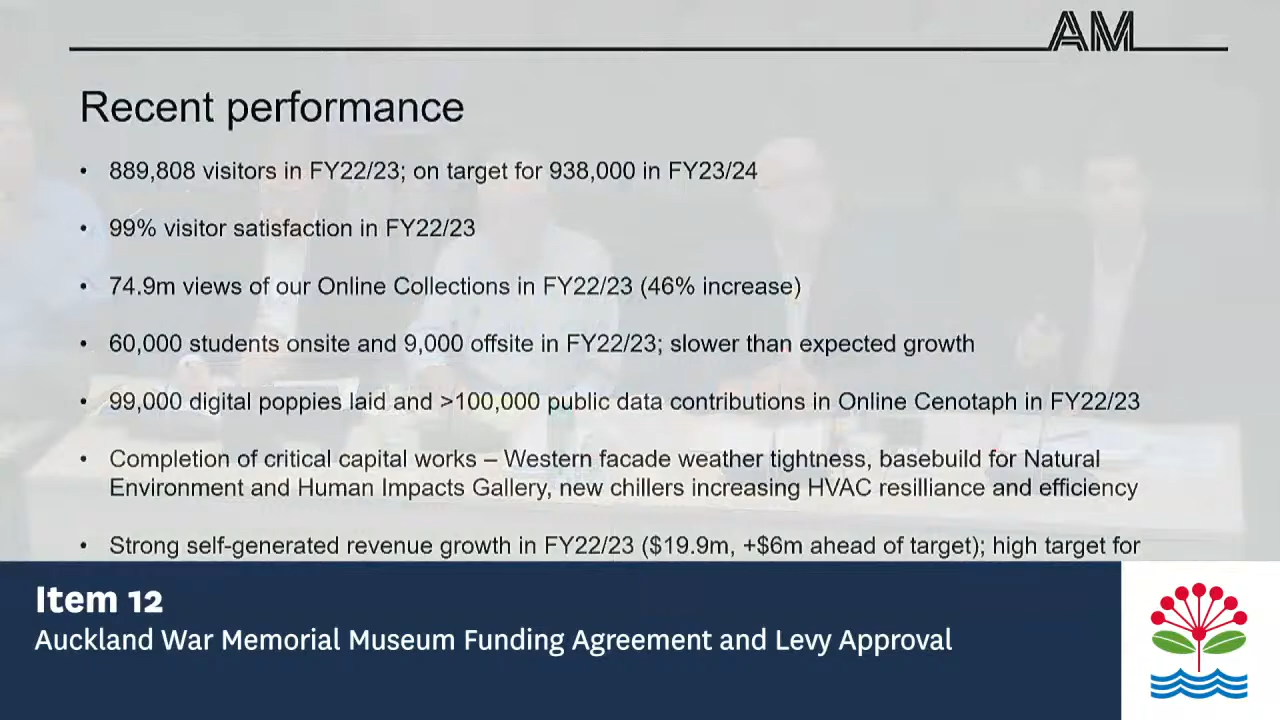 AM
Recent performance
• 889,808 visitors in FY22/23; on target for 938,000 in FY23/24
• 99% visitor satisfaction in FY22/23
• 74.9m views of our Online Collections in FY22/23 (46% increase)
• 60,000 students onsite and 9,000 offsite in FY22/23; slower than expected growth
• 99,000 digital poppies laid and >100,000 public data contributions in Online Cenotaph in FY22/23
• Completion of critical capital works – Western facade weather tightness, basebuild for Natural
Environment and Human Impacts Gallery, new chillers increasing HVAC resilliance and efficiency
• Strong self-generated revenue growth in FY22/23 ($19.9m, +$6m ahead of target); high target for
Item 12
Auckland War Memorial Museum Funding Agreement and Levy Approval